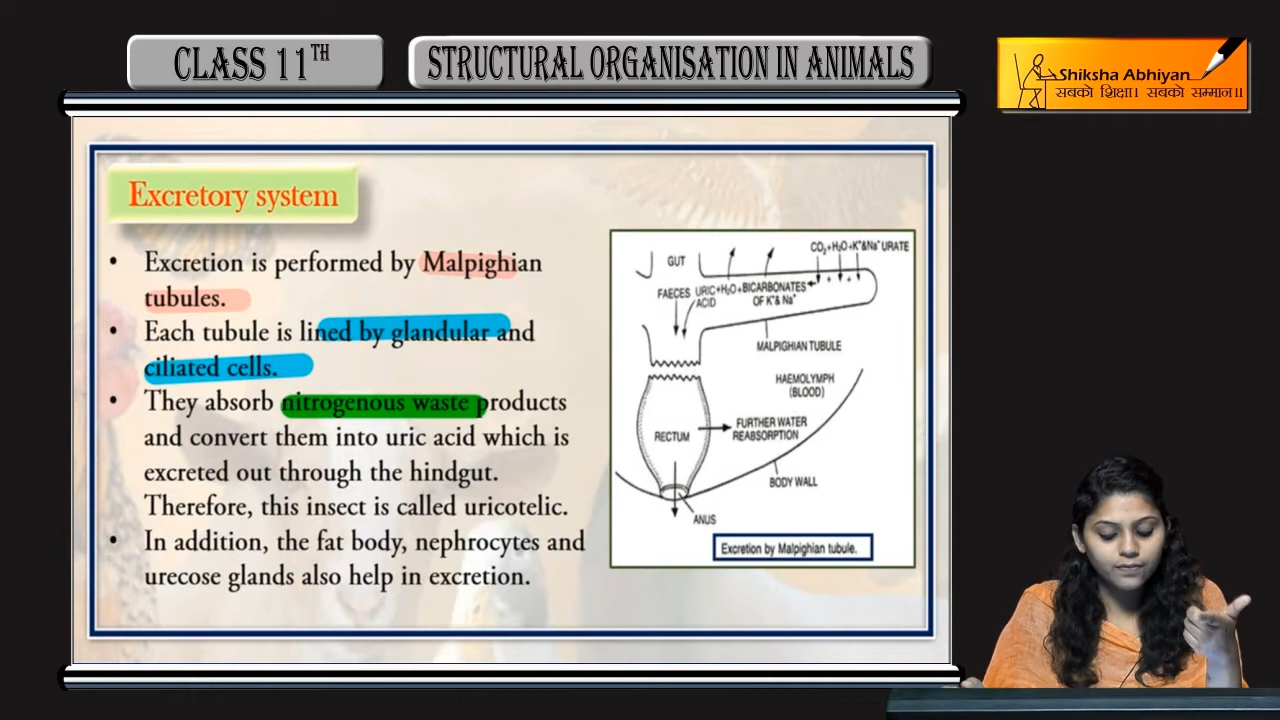 CLASS 11TH
STRUCTURAL ORGANISATION IN ANIMALS
Shiksha Abhiyan
सबको शिक्षा। सबको सम्मान॥
Excretory system
• Excretion is performed by Malpighian
tubules.
• Each tubule is lined by glandular and
ciliated cells.
• They absorb nitrogenous waste products
and convert them into uric acid which is
excreted out through the hindgut.
Therefore, this insect is called uricotelic.
• In addition, the fat body, nephrocytes and
urecose glands also help in excretion.
CO₂+H₂O+K⁺&Na⁺ URATE
GUT
FAECES
URIC+H₂O+BICARBONATES
ACID
OF K⁺& Na⁺
MALPIGHIAN TUBULE
HAEMOLYMPH
(BLOOD)
RECTUM
FURTHER WATER
REABSORPTION
BODY WALL
ANUS
Excretion by Malpighian tubule.